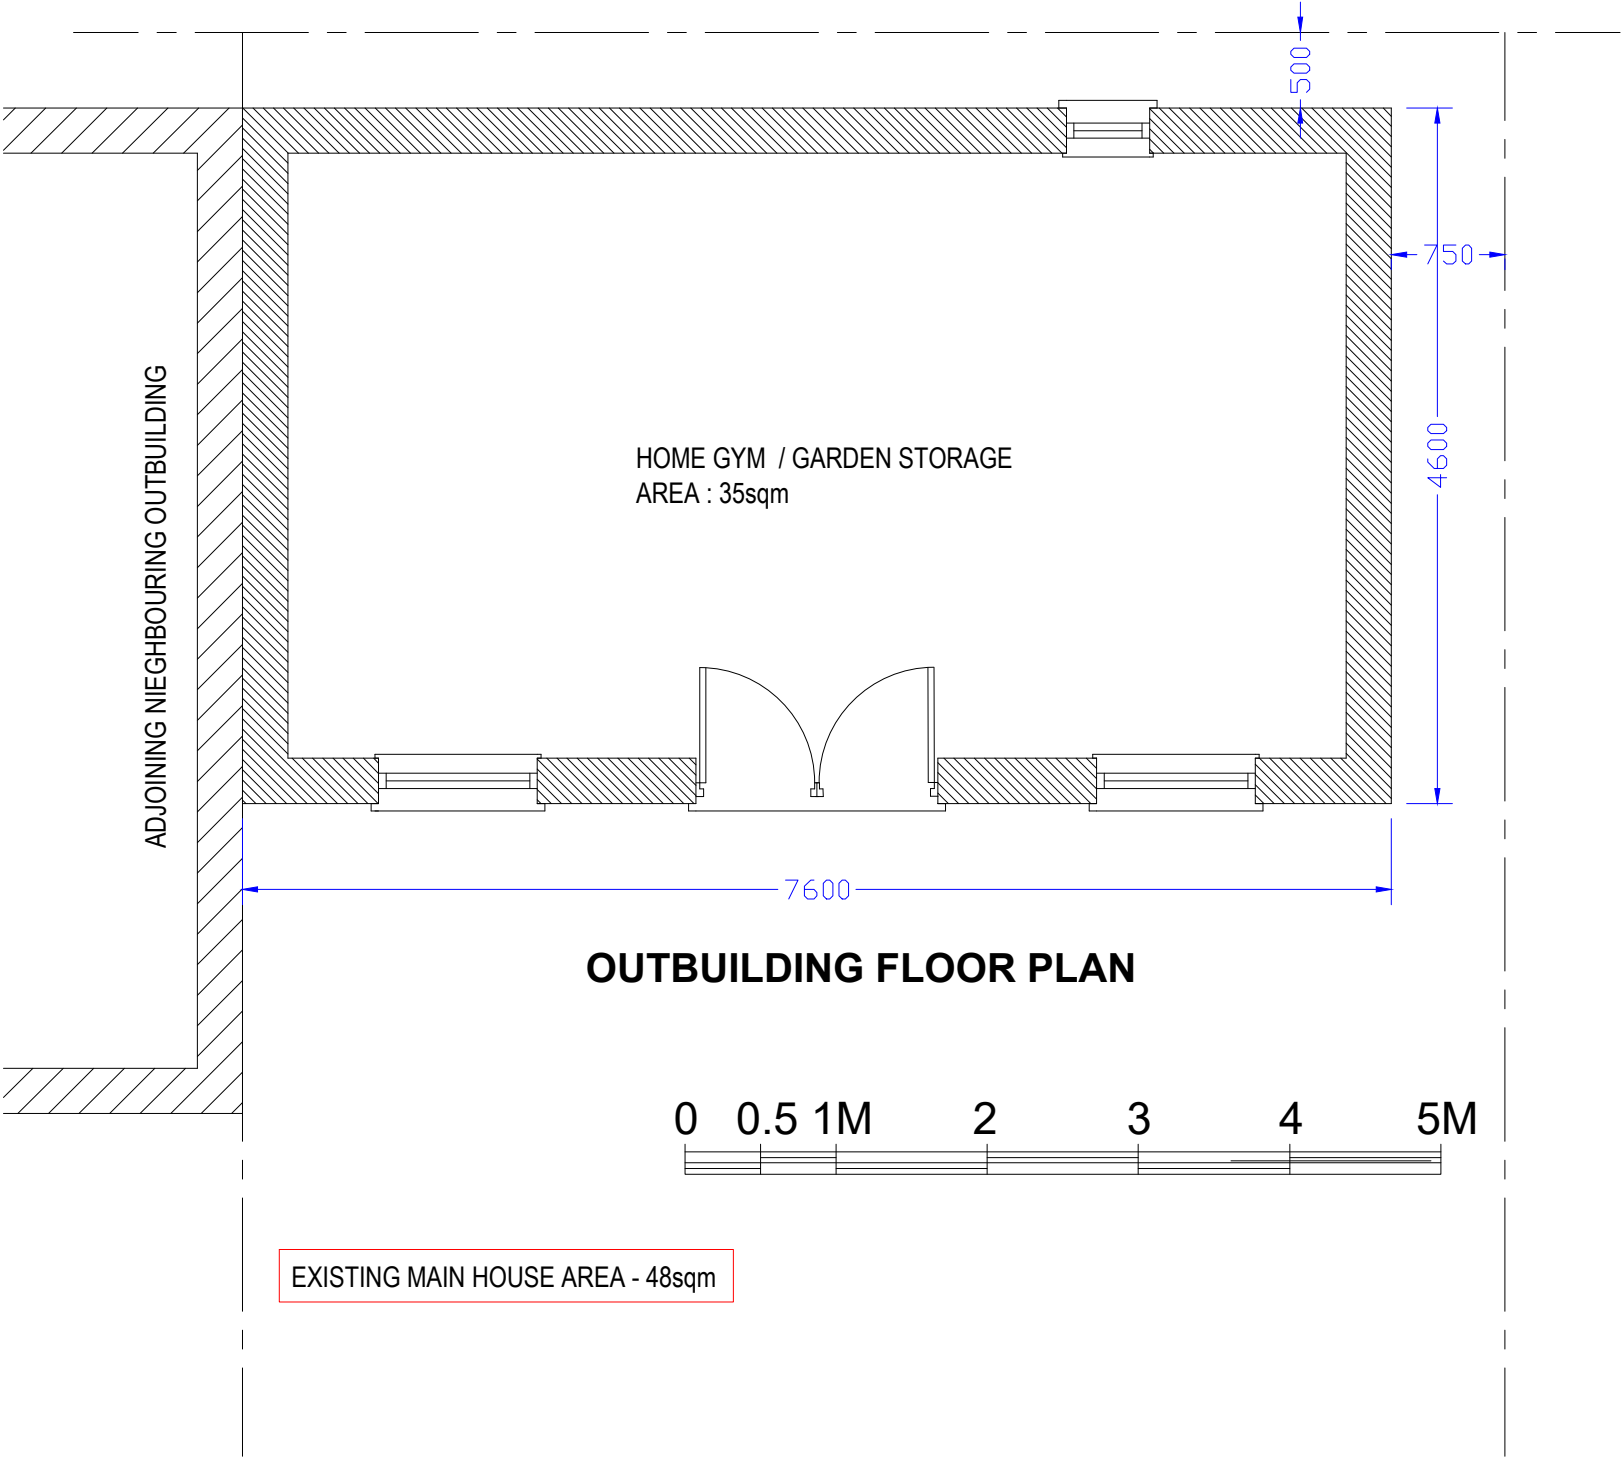 500
750
ADJOINING NIEGHBOURING OUTBUILDING
HOME GYM / GARDEN STORAGE
AREA : 35sqm
4600
7600
OUTBUILDING FLOOR PLAN
0 0.5 1M 2 3 4 5M
EXISTING MAIN HOUSE AREA - 48sqm